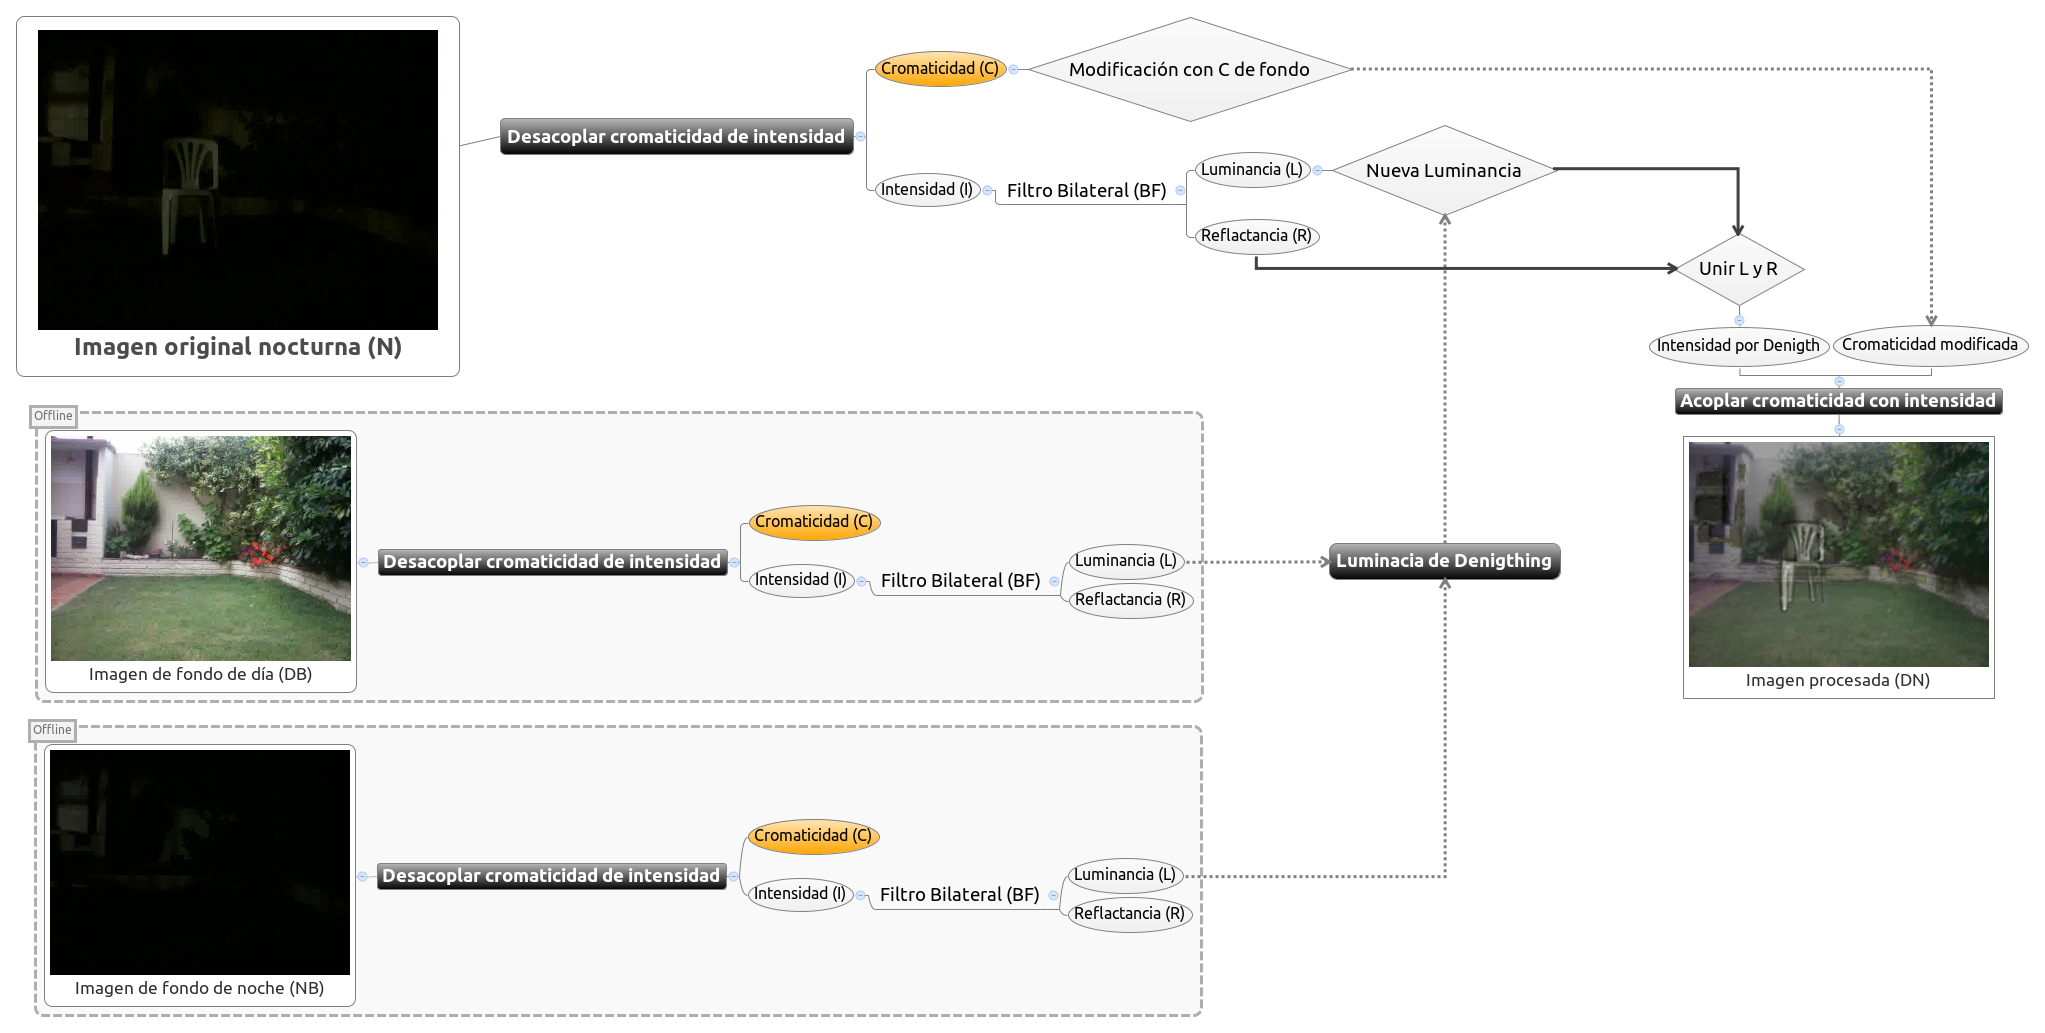 Imagen original nocturna (N)
Desacoplar cromaticidad de intensidad
Cromaticidad (C)
Modificación con C de fondo
Intensidad (I)
Filtro Bilateral (BF)
Luminancia (L)
Reflactancia (R)
Nueva Luminancia
Unir L y R
Intensidad por Denigth
Cromaticidad modificada
Acoplar cromaticidad con intensidad
Imagen procesada (DN)
Offline
Imagen de fondo de día (DB)
Desacoplar cromaticidad de intensidad
Cromaticidad (C)
Intensidad (I)
Filtro Bilateral (BF)
Luminancia (L)
Reflactancia (R)
Luminacia de Denigthing
Offline
Imagen de fondo de noche (NB)
Desacoplar cromaticidad de intensidad
Cromaticidad (C)
Intensidad (I)
Filtro Bilateral (BF)
Luminancia (L)
Reflactancia (R)